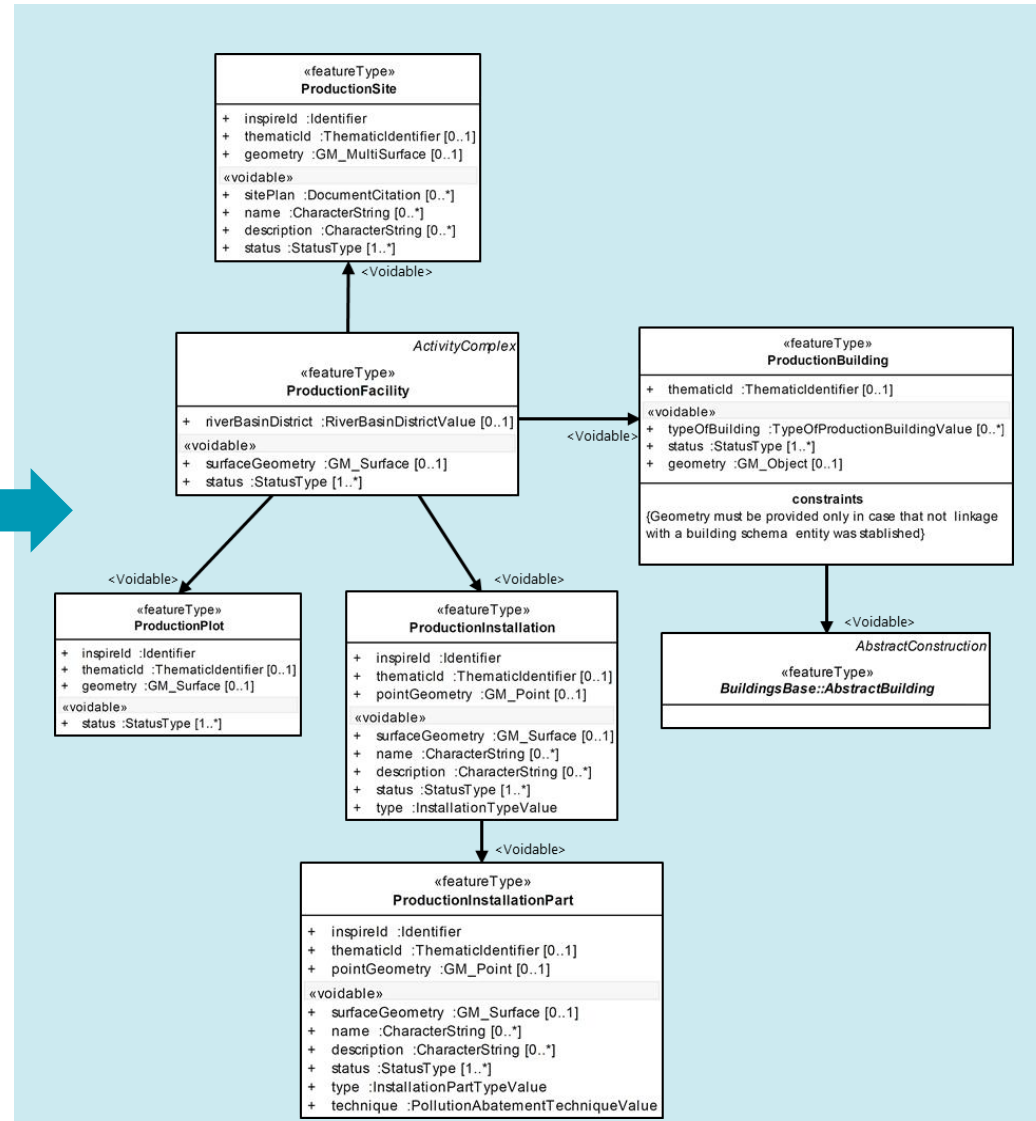 «featureType»
ProductionSite
+ inspireId :Identifier
+ thematicId :ThematicIdentifier [0..1]
+ geometry :GM_MultiSurface [0..1]
«voidable»
+ sitePlan :DocumentCitation [0..*]
+ name :CharacterString [0..*]
+ description :CharacterString [0..*]
+ status :StatusType [1..*]
<Voidable>
ActivityComplex
«featureType»
ProductionFacility
+ riverBasinDistrict :RiverBasinDistrictValue [0..1]
«voidable»
+ surfaceGeometry :GM_Surface [0..1]
+ status :StatusType [1..*]
<Voidable>
«featureType»
ProductionBuilding
+ thematicId :ThematicIdentifier [0..1]
«voidable»
+ typeOfBuilding :TypeOfProductionBuildingValue [0..*]
+ status :StatusType [1..*]
+ geometry :GM_Object [0..1]
constraints
{Geometry must be provided only in case that not linkage
with a building schema entity was stablished}
<Voidable>
«featureType»
ProductionPlot
+ inspireId :Identifier
+ thematicId :ThematicIdentifier [0..1]
+ geometry :GM_Surface [0..1]
«voidable»
+ status :StatusType [1..*]
<Voidable>
«featureType»
ProductionInstallation
+ inspireId :Identifier
+ thematicId :ThematicIdentifier [0..1]
+ pointGeometry :GM_Point [0..1]
«voidable»
+ surfaceGeometry :GM_Surface [0..1]
+ name :CharacterString [0..*]
+ description :CharacterString [0..*]
+ status :StatusType [1..*]
+ type :InstallationTypeValue
<Voidable>
AbstractConstruction
«featureType»
BuildingsBase::AbstractBuilding
<Voidable>
«featureType»
ProductionInstallationPart
+ inspireId :Identifier
+ thematicId :ThematicIdentifier [0..1]
+ pointGeometry :GM_Point [0..1]
«voidable»
+ surfaceGeometry :GM_Surface [0..1]
+ name :CharacterString [0..*]
+ description :CharacterString [0..*]
+ status :StatusType [1..*]
+ type :InstallationPartTypeValue
+ technique :PollutionAbatementTechniqueValue